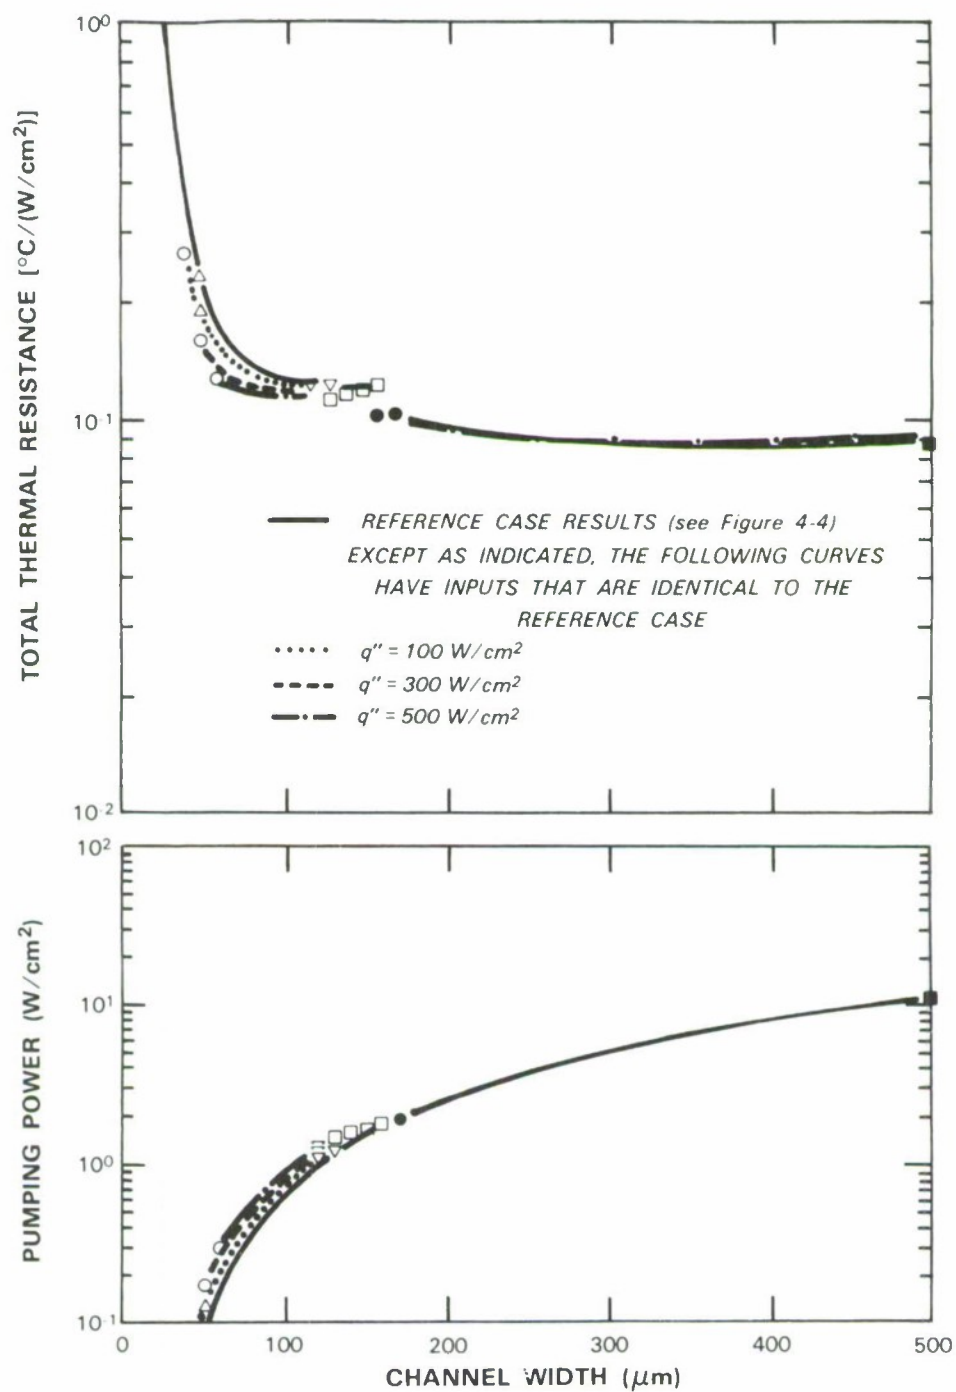 10⁰
TOTAL THERMAL RESISTANCE [°C/(W/cm²)]
10⁻¹
REFERENCE CASE RESULTS (see Figure 4-4)
EXCEPT AS INDICATED, THE FOLLOWING CURVES
HAVE INPUTS THAT ARE IDENTICAL TO THE
REFERENCE CASE
q'' = 100 W/cm²
q'' = 300 W/cm²
q'' = 500 W/cm²
10⁻²
10²
PUMPING POWER (W/cm²)
10¹
10⁰
10⁻¹
0 100 200 300 400 500
CHANNEL WIDTH (μm)